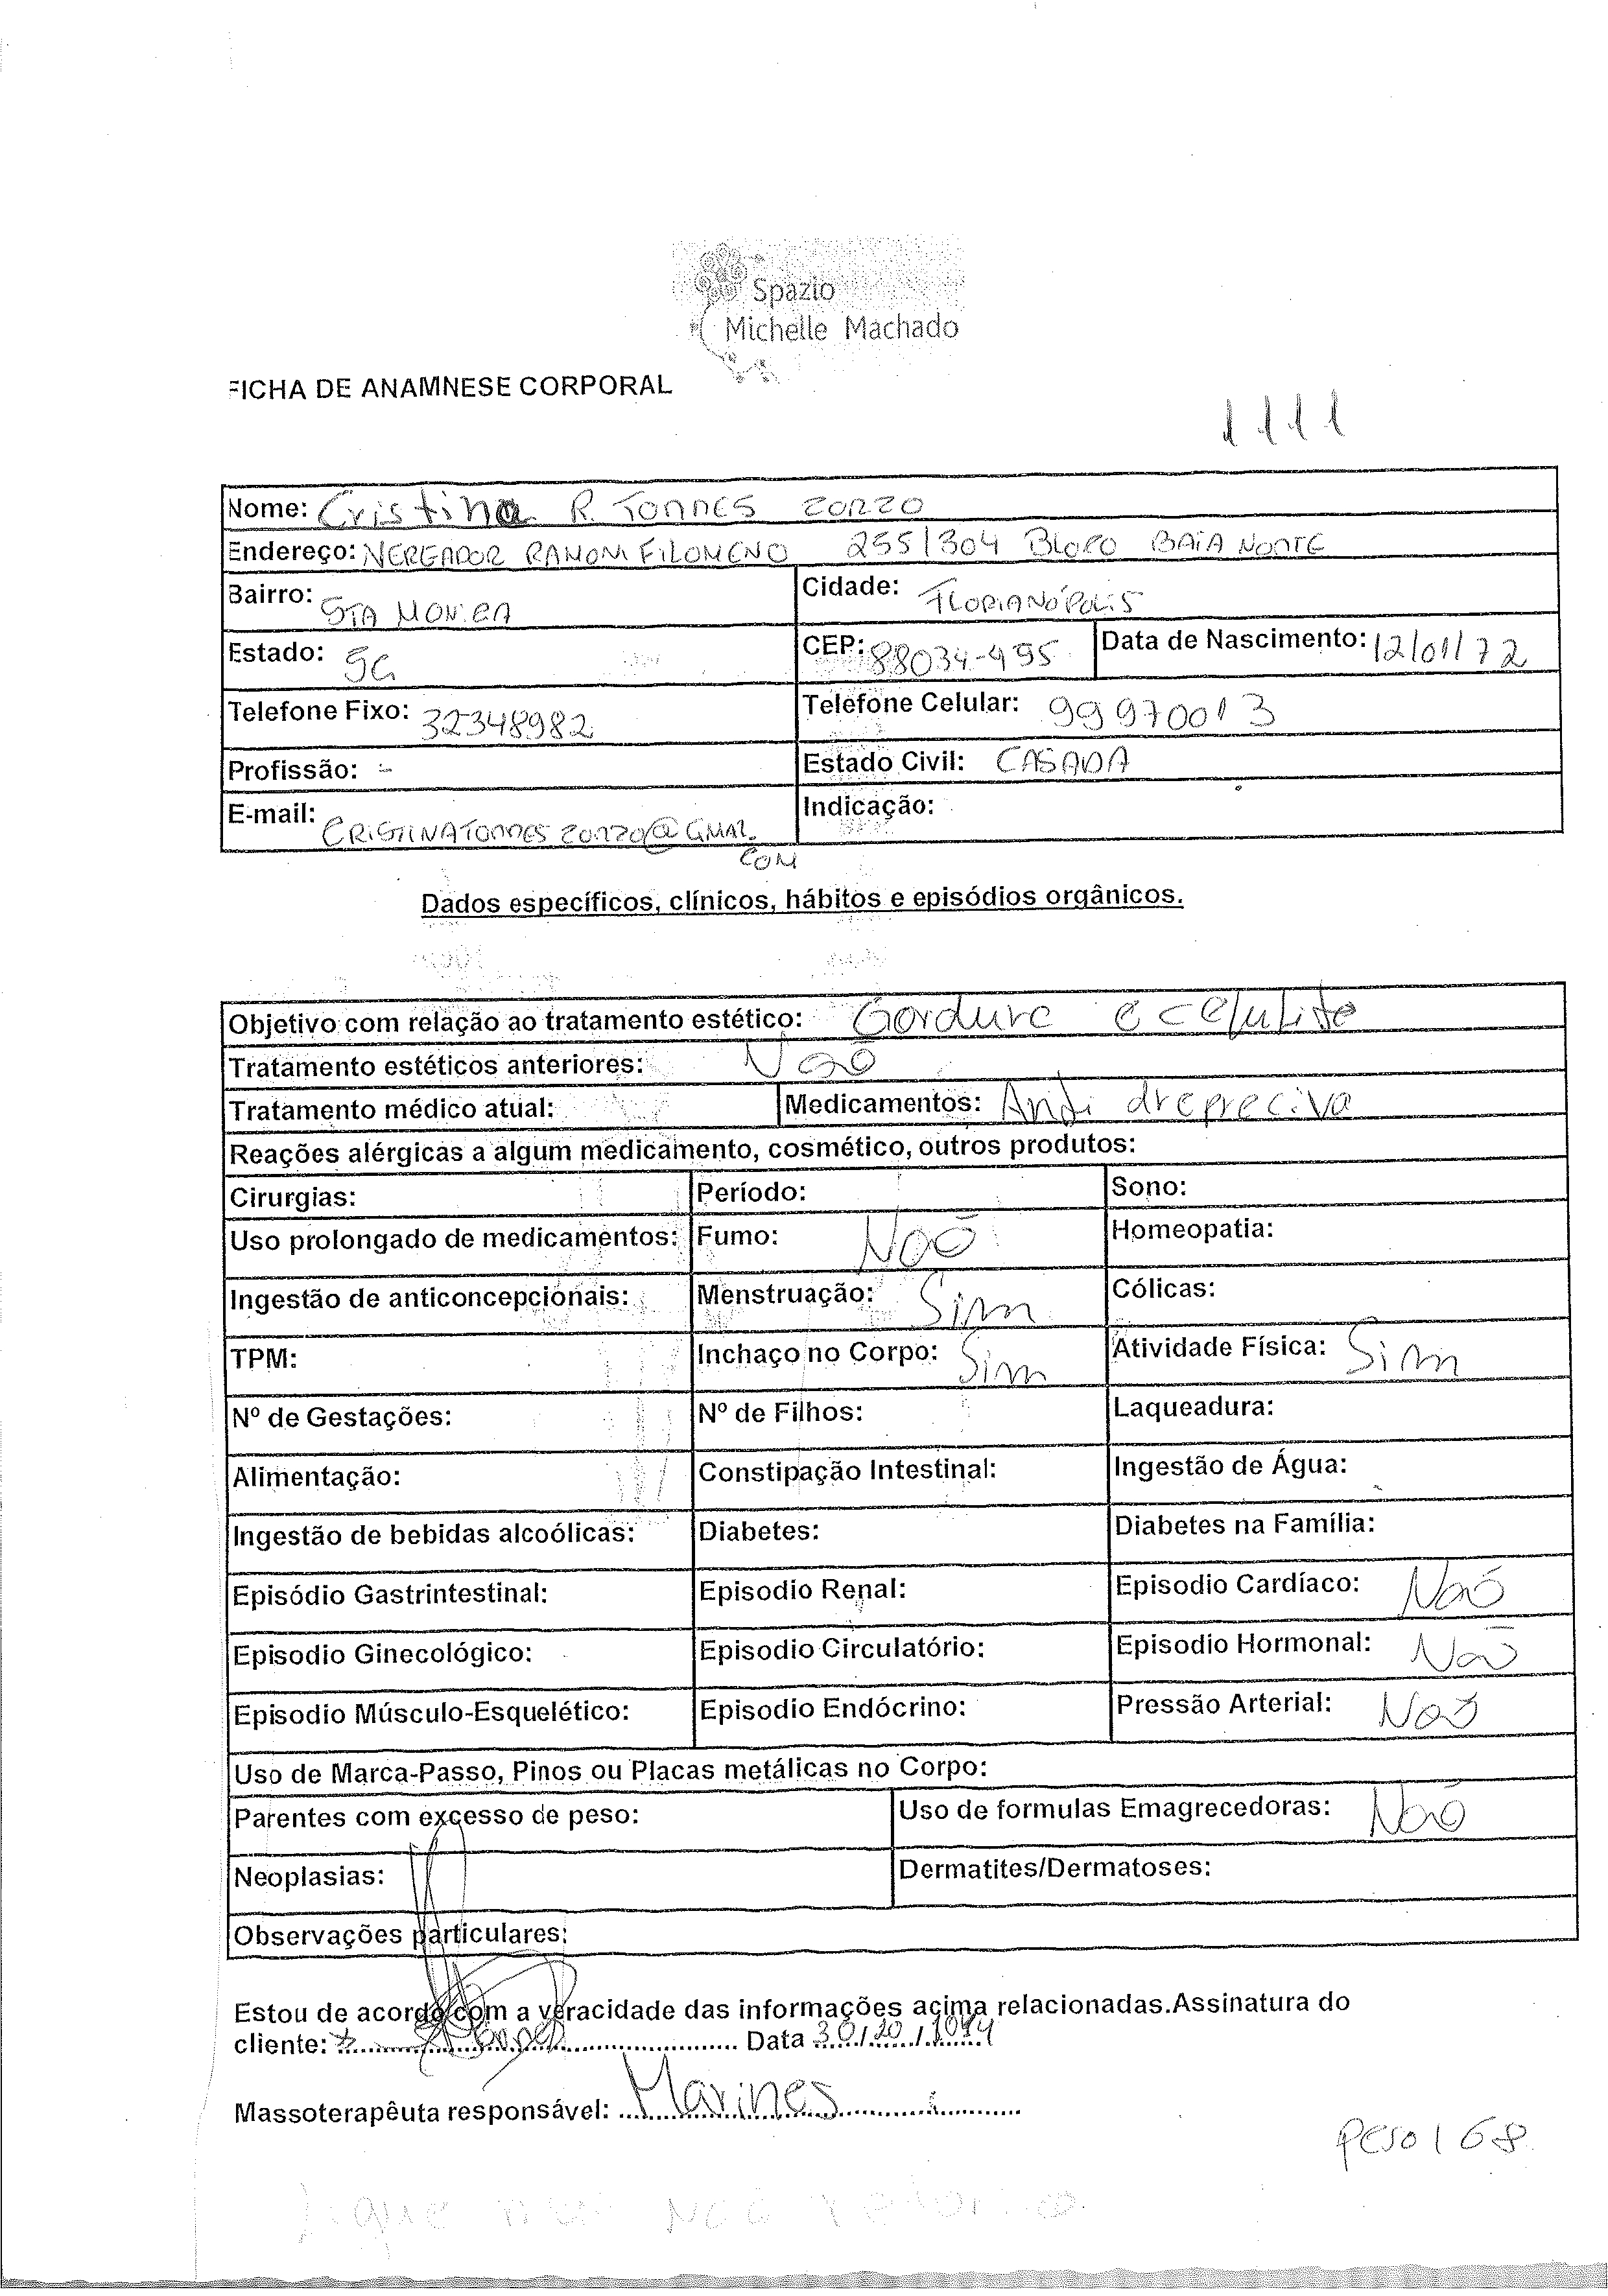 Spazio
Michelle Machado
FICHA DE ANAMNESE CORPORAL
1111
Nome: Cristina R. TONNES ZONZO
Endereço: VEREADOR RAMON FILOMENO 255/304 BLOCO BAIA NORTE
Bairro: STA MONICA Cidade: FLORIANÓPOLIS
Estado: SC CEP: 88034-495 Data de Nascimento: 12/01/72
Telefone Fixo: 32348982 Telefone Celular: 99970013
Profissão: - Estado Civil: CASADA
E-mail: CRISTINATONNESZONZO@GMAIL. Indicação:
COM
Dados específicos, clínicos, hábitos e episódios orgânicos.
Objetivo com relação ao tratamento estético: Gordura e celulite
Tratamento estéticos anteriores: Não
Tratamento médico atual: Medicamentos: Anti drepreciva
Reações alérgicas a algum medicamento, cosmético, outros produtos:
Cirurgias: Período: Sono:
Uso prolongado de medicamentos: Fumo: Não Homeopatia:
Ingestão de anticoncepcionais: Menstruação: Sim Cólicas:
TPM: Inchaço no Corpo: Sim Atividade Física: Sim
Nº de Gestações: Nº de Filhos: Laqueadura:
Alimentação: Constipação Intestinal: Ingestão de Água:
Ingestão de bebidas alcoólicas: Diabetes: Diabetes na Família:
Episódio Gastrintestinal: Episodio Renal: Episodio Cardíaco: Não
Episodio Ginecológico: Episodio Circulatório: Episodio Hormonal: Não
Episodio Músculo-Esquelético: Episodio Endócrino: Pressão Arterial: Não
Uso de Marca-Passo, Pinos ou Placas metálicas no Corpo:
Parentes com excesso de peso: Uso de formulas Emagrecedoras: Não
Neoplasias: Dermatites/Dermatoses:
Observações particulares:
Estou de acordo com a veracidade das informações acima relacionadas.Assinatura do
cliente: Data
Massoterapêuta responsável: Marines
Peso 68